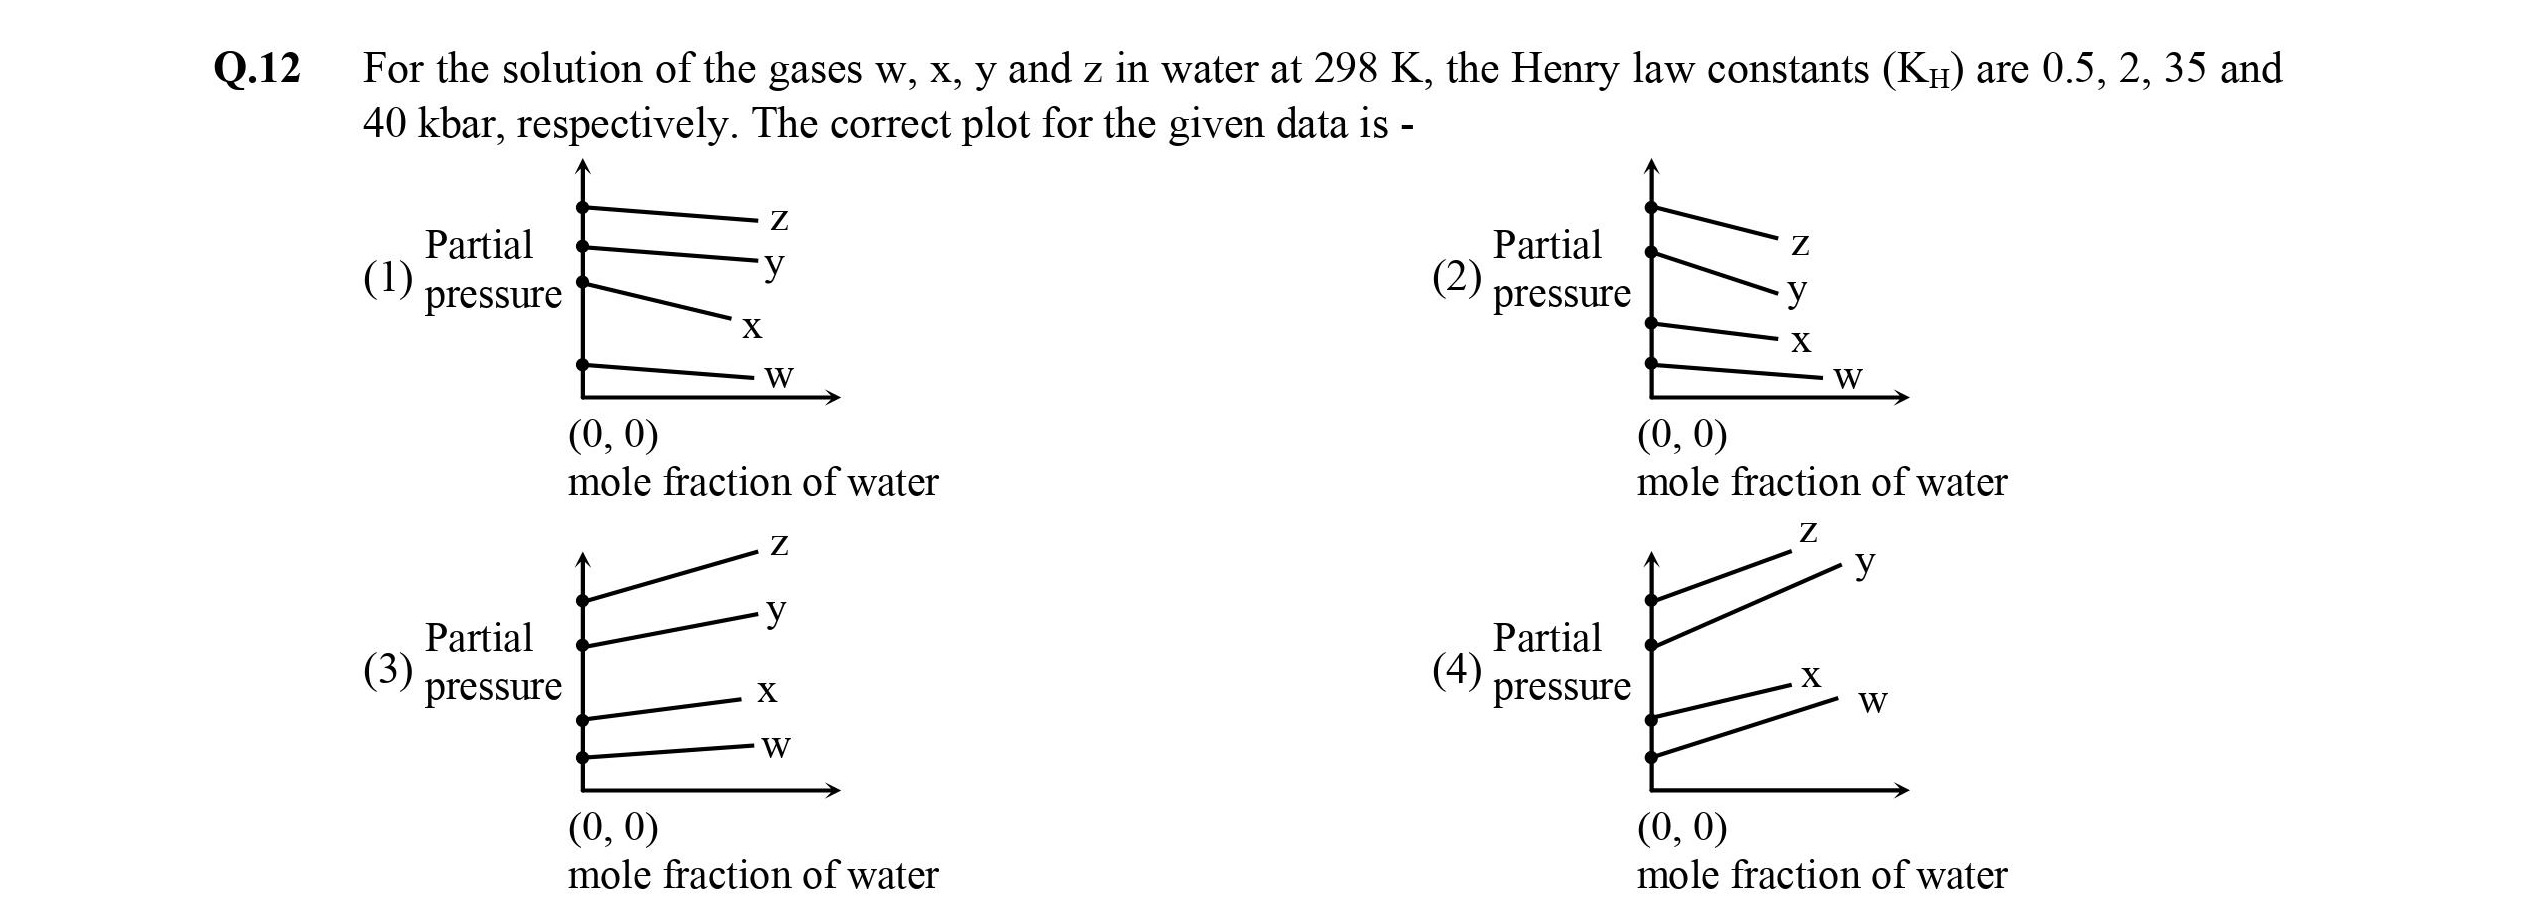 Q.12 For the solution of the gases w, x, y and z in water at 298 K, the Henry law constants (KH) are 0.5, 2, 35 and
40 kbar, respectively. The correct plot for the given data is -
(1)
Partial
pressure
z
y
x
w
(0, 0)
mole fraction of water
(2)
Partial
pressure
z
y
x
w
(0, 0)
mole fraction of water
(3)
Partial
pressure
z
y
x
w
(0, 0)
mole fraction of water
(4)
Partial
pressure
z
y
x
w
(0, 0)
mole fraction of water